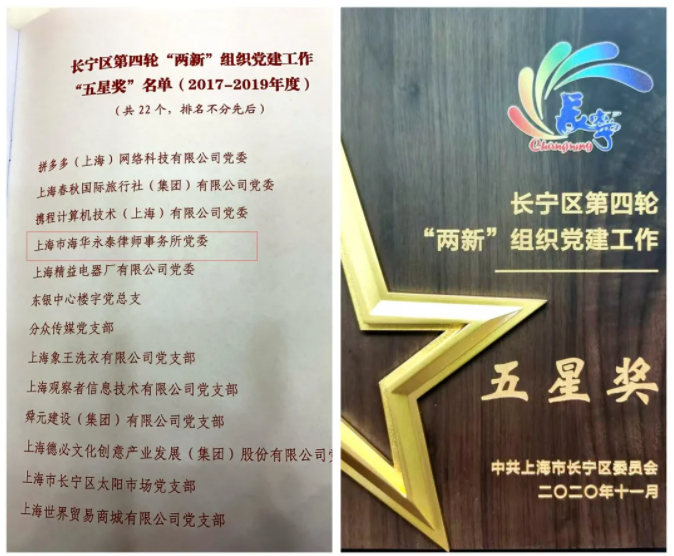 长宁区第四轮“两新”组织党建工作
“五星奖”名单（2017-2019年度）
（共22个，排名不分先后）
拼多多（上海）网络科技有限公司党委
上海春秋国际旅行社（集团）有限公司党委
携程计算机技术（上海）有限公司党委
上海市海华永泰律师事务所党委
上海精益电器厂有限公司党委
东银中心楼宇党总支
分众传媒党支部
上海象王洗衣有限公司党支部
上海观察者信息技术有限公司党支部
舜元建设（集团）有限公司党支部
上海德必文化创意产业发展（集团）股份有限公司
上海市长宁区太阳市场党支部
上海世界贸易商城有限公司党支部
长宁
Changning
长宁区第四轮
“两新”组织党建工作
五星奖
中共上海市长宁区委员会
二〇二〇年十一月